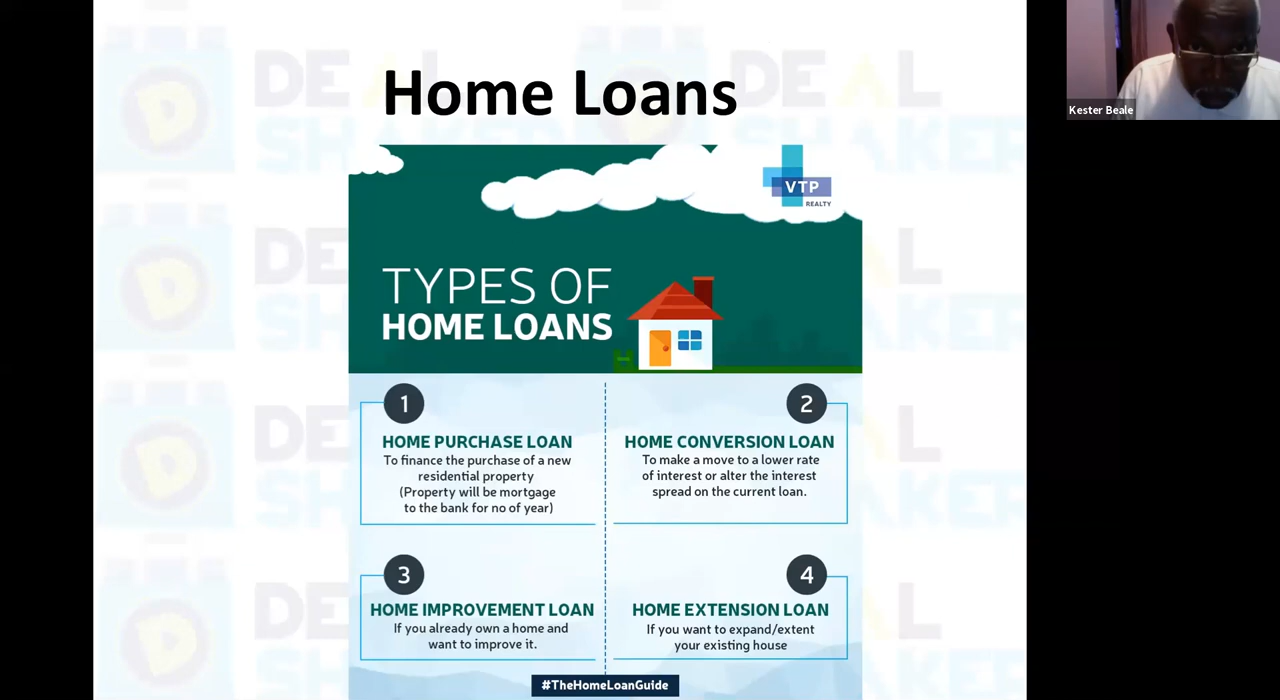 Home Loans
Kester Beale
VTP
REALTY
TYPES OF
HOME LOANS
1
HOME PURCHASE LOAN
To finance the purchase of a new
residential property
(Property will be mortgage
to the bank for no of year)
2
HOME CONVERSION LOAN
To make a move to a lower rate
of interest or alter the interest
spread on the current loan.
3
HOME IMPROVEMENT LOAN
If you already own a home and
want to improve it.
4
HOME EXTENSION LOAN
If you want to expand/extent
your existing house
#TheHomeLoanGuide
DEAL
SHAKER
DEAL
SHAKER